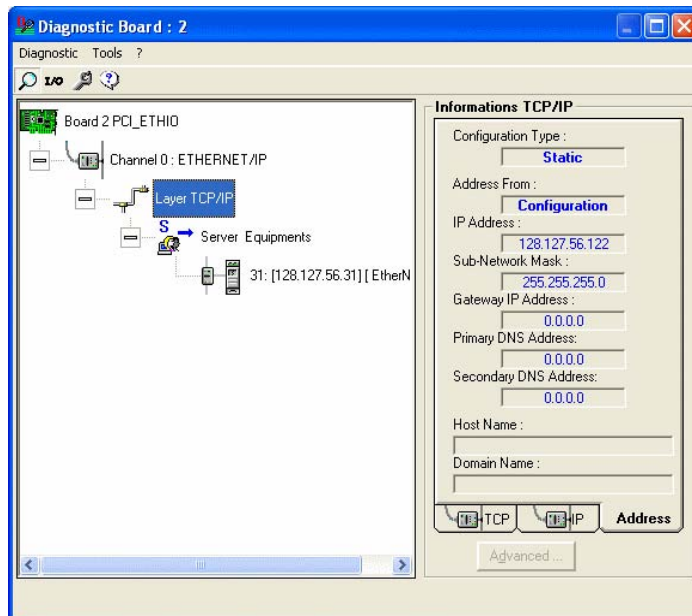 Diagnostic Board : 2
Diagnostic Tools ?
I/O
Board 2 PCI_ETHIO
Channel 0 : ETHERNET/IP
Layer TCP/IP
S
Server Equipments
31: [128.127.56.31] [ EtherN
Informations TCP/IP
Configuration Type :
Static
Address From :
Configuration
IP Address :
128.127.56.122
Sub-Network Mask :
255.255.255.0
Gateway IP Address :
0.0.0.0
Primary DNS Address:
0.0.0.0
Secondary DNS Address:
0.0.0.0
Host Name :
Domain Name :
TCP IP Address
Advanced ...